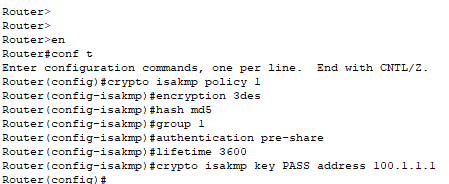 Router>
Router>
Router>en
Router#conf t
Enter configuration commands, one per line.  End with CNTL/Z.
Router(config)#crypto isakmp policy 1
Router(config-isakmp)#encryption 3des
Router(config-isakmp)#hash md5
Router(config-isakmp)#group 1
Router(config-isakmp)#authentication pre-share
Router(config-isakmp)#lifetime 3600
Router(config-isakmp)#crypto isakmp key PASS address 100.1.1.1
Router(config)#